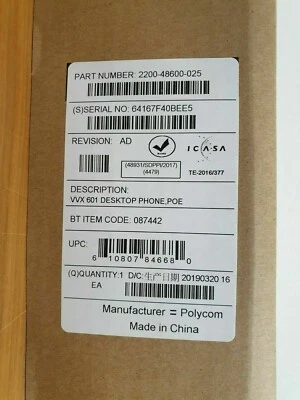 PART NUMBER: 2200-48600-025
(S)SERIAL NO: 64167F40BEE5
REVISION: AD
ICASA
(48931/SDPPI/2017)
(4479)
TE-2016/377
DESCRIPTION:
VVX 601 DESKTOP PHONE,POE
BT ITEM CODE: 087442
UPC:
6 10807 84668 0
(Q)QUANTITY:1 D/C: 生产日期 20190320 16
EA
Manufacturer = Polycom
Made in China